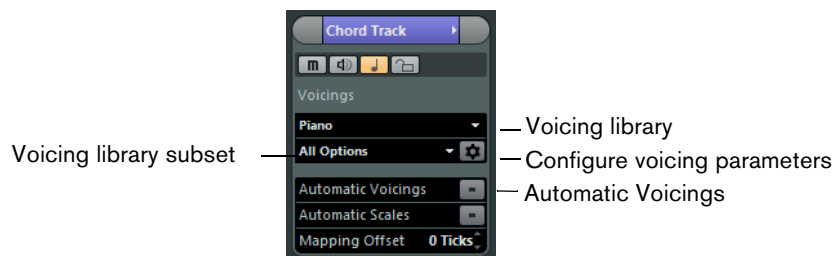 Chord Track
m
Voicings
Piano
Voicing library
Voicing library subset
All Options
Configure voicing parameters
Automatic Voicings
Automatic Voicings
Automatic Scales
Mapping Offset 0 Ticks